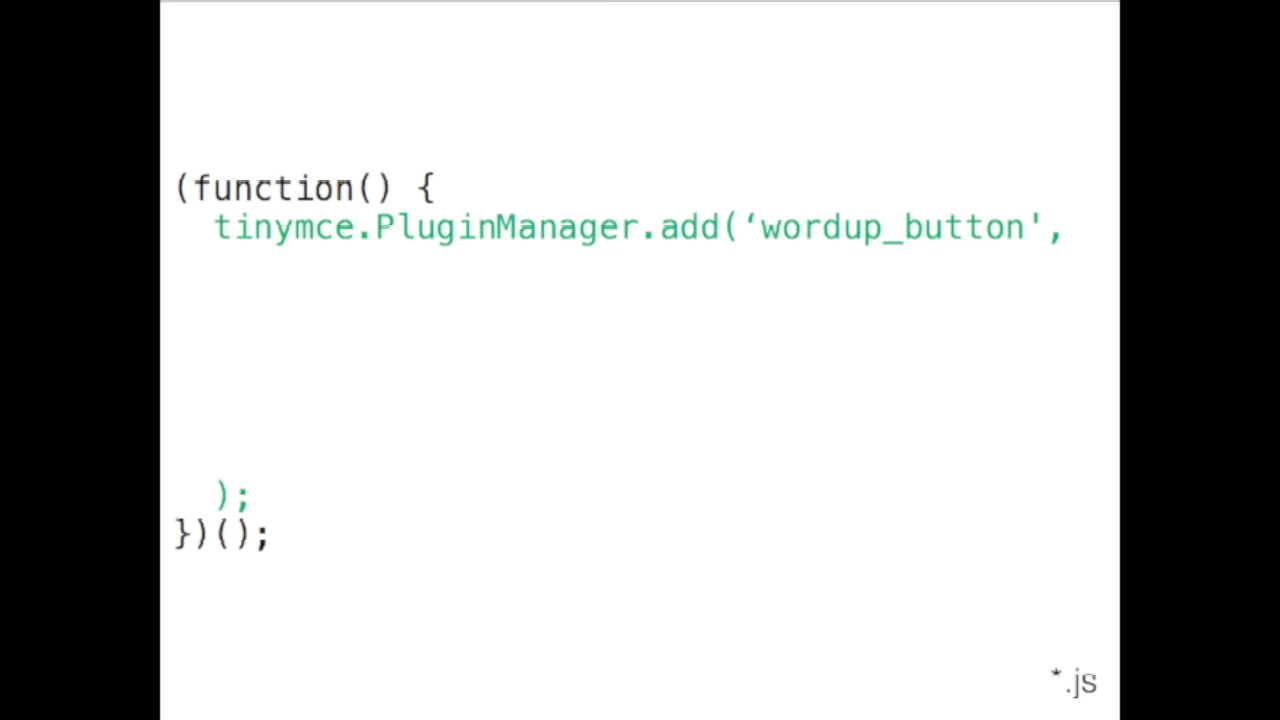 (function() {
tinymce.PluginManager.add(‘wordup_button',
);
})();
*.js